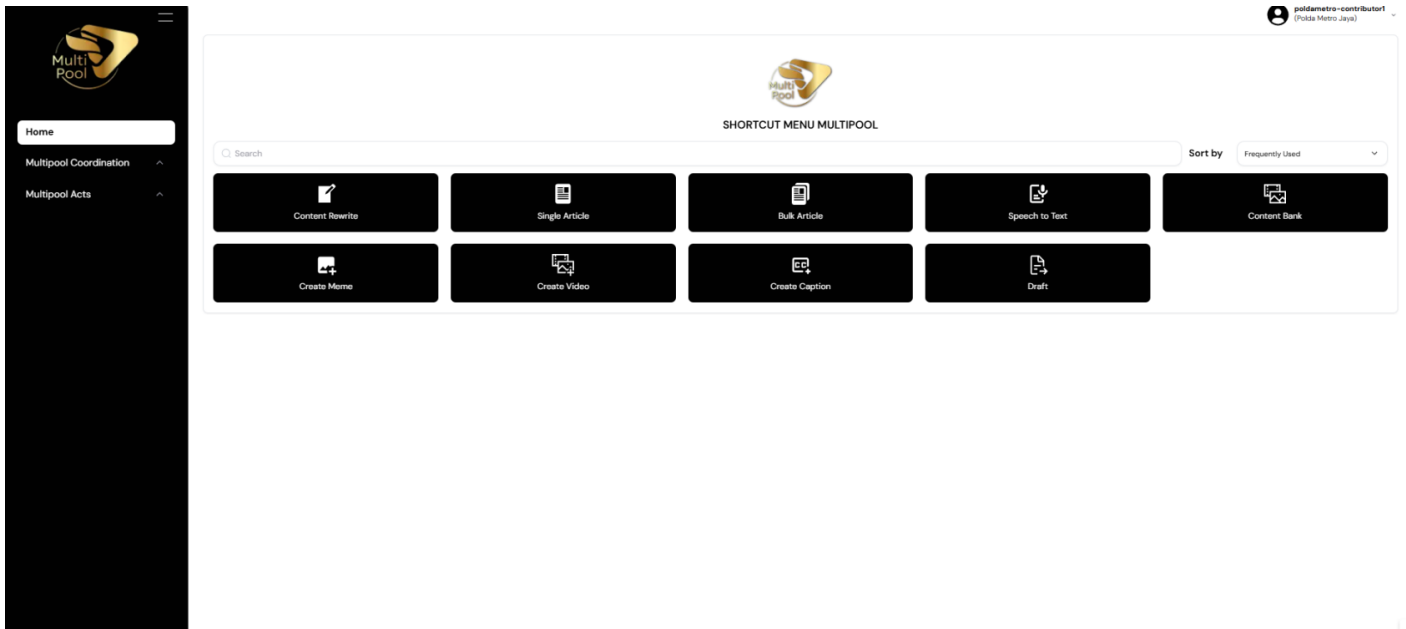 Multi
Pool
Home
Multipool Coordination
Multipool Acts
poldametro-contributor1
(Polda Metro Jaya)
Multi
Pool
SHORTCUT MENU MULTIPOOL
Search
Sort by
Frequently Used
Content Rewrite
Single Article
Bulk Article
Speech to Text
Content Bank
Create Meme
Create Video
CC
Create Caption
Draft